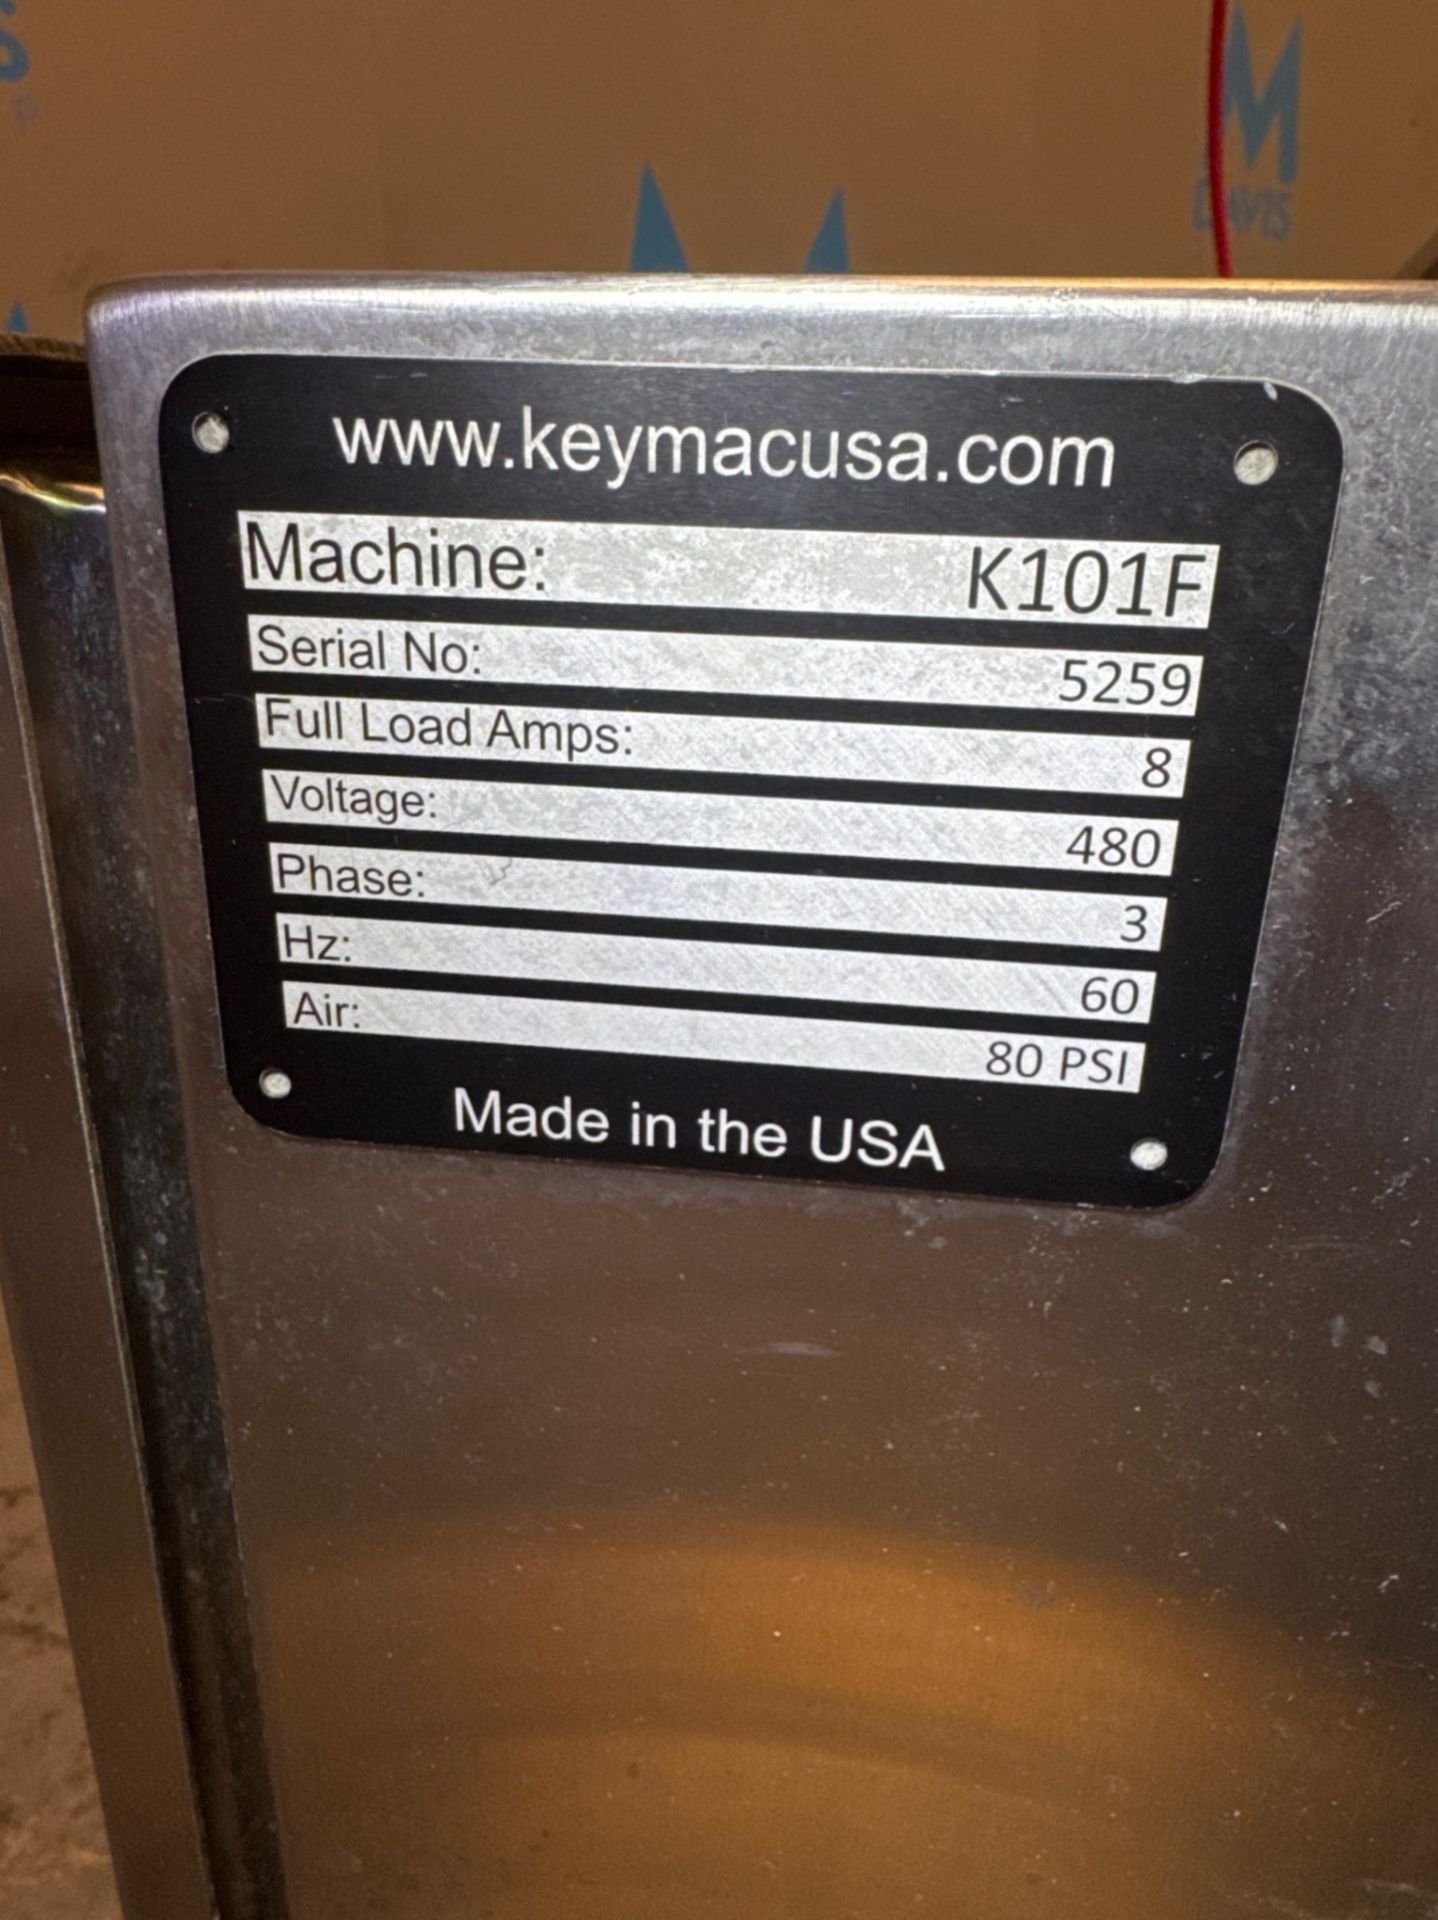 M
DAVIS
M
www.keymacusa.com
Machine: K101F
Serial No: 5259
Full Load Amps: 8
Voltage: 480
Phase: 3
Hz: 60
Air: 80 PSI
Made in the USA